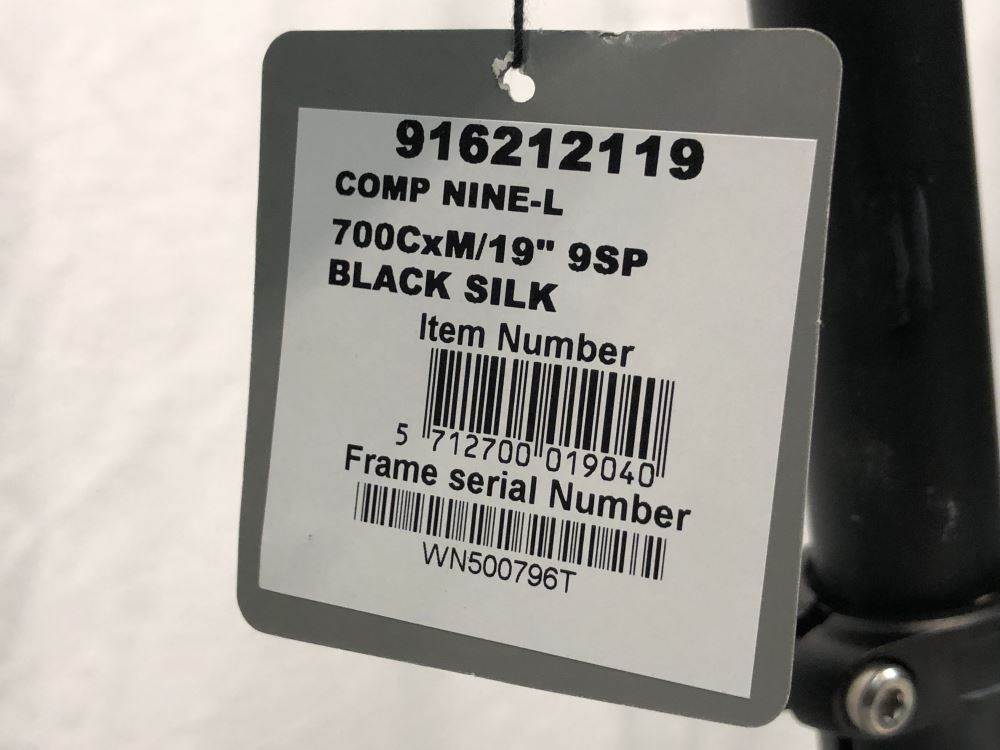 916212119
COMP NINE-L
700CxM/19" 9SP
BLACK SILK
Item Number
5 712700 019040
Frame serial Number
WN500796T